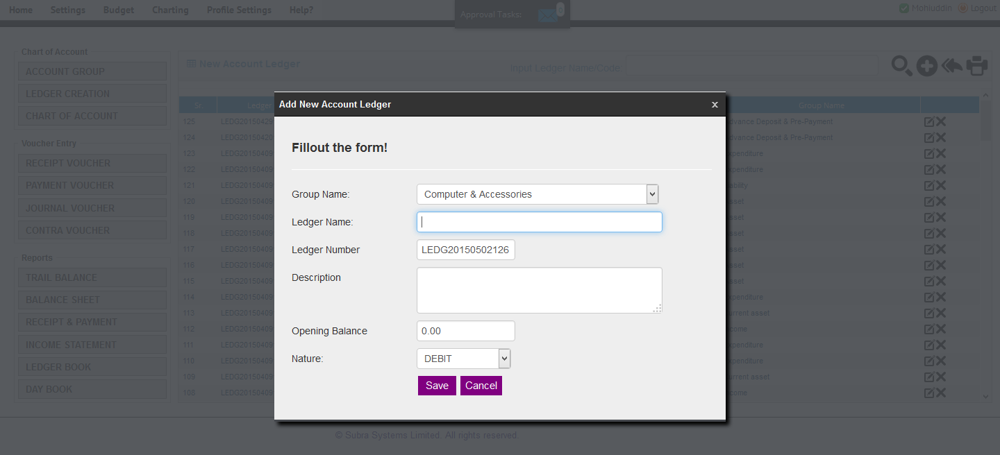 Home Settings Budget Charting Profile Settings Help? Approval Tasks: 0 Mohiuddin Logout
Chart of Account
ACCOUNT GROUP
LEDGER CREATION
CHART OF ACCOUNT
Voucher Entry
RECEIPT VOUCHER
PAYMENT VOUCHER
JOURNAL VOUCHER
CONTRA VOUCHER
Reports
TRAIL BALANCE
BALANCE SHEET
RECEIPT & PAYMENT
INCOME STATEMENT
LEDGER BOOK
DAY BOOK
New Account Ledger Input Ledger Name/Code:
Sr. Ledger Group Name
125 LEDG20150429 dvance Deposit & Pre-Payment
124 LEDG20150420 dvance Deposit & Pre-Payment
123 LEDG20150409 xpenditure
122 LEDG20150409 xpenditure
121 LEDG20150409 ability
120 LEDG20150409 sset
119 LEDG20150409 sset
118 LEDG20150409 sset
117 LEDG20150409 sset
116 LEDG20150409 sset
115 LEDG20150409 sset
114 LEDG20150409 xpenditure
113 LEDG20150409 urrent asset
112 LEDG20150409 ncome
111 LEDG20150409 xpenditure
110 LEDG20150409 xpenditure
109 LEDG20150409 urrent asset
108 LEDG20150409 ncome
Add New Account Ledger x
Fillout the form!
Group Name: Computer & Accessories
Ledger Name:
Ledger Number LEDG20150502126
Description
Opening Balance 0.00
Nature: DEBIT
Save Cancel
© Subra Systems Limited. All rights reserved.